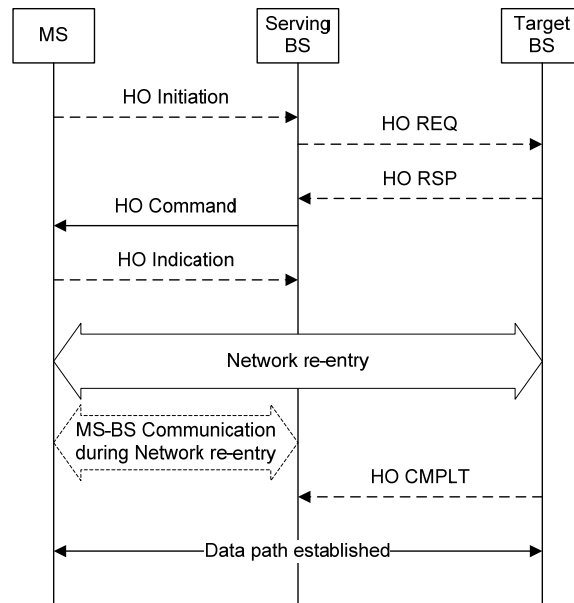 MS
Serving
BS
Target
BS
HO Initiation
HO REQ
HO RSP
HO Command
HO Indication
Network re-entry
MS-BS Communication
during Network re-entry
HO CMPLT
Data path established